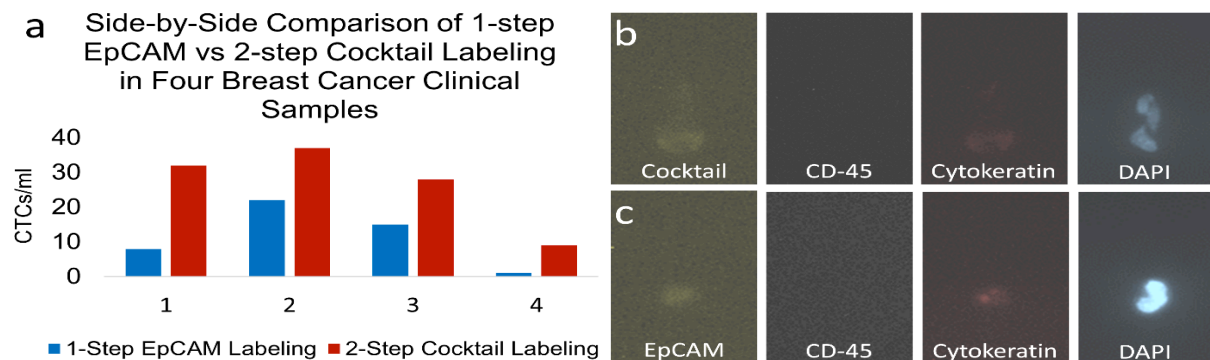 a
Side-by-Side Comparison of 1-step
EpCAM vs 2-step Cocktail Labeling
in Four Breast Cancer Clinical
Samples
CTCs/ml
40
30
20
10
0
1 2 3 4
1-Step EpCAM Labeling 2-Step Cocktail Labeling
b
Cocktail CD-45 Cytokeratin DAPI
c
EpCAM CD-45 Cytokeratin DAPI